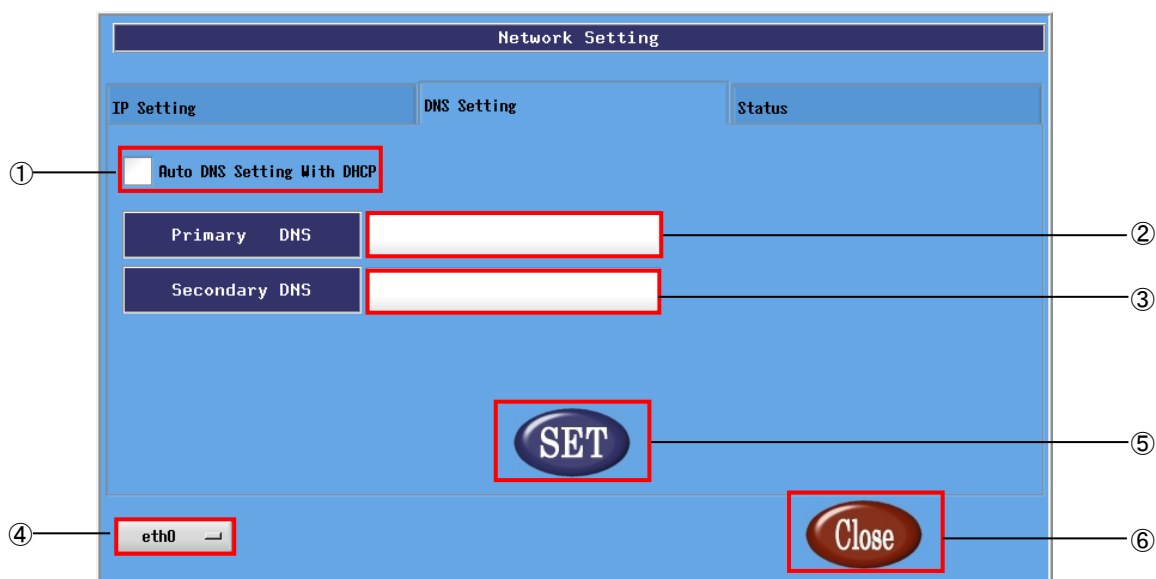 Network Setting
IP Setting DNS Setting Status
① Auto DNS Setting With DHCP
Primary DNS ②
Secondary DNS ③
SET ⑤
④ eth0 Close ⑥